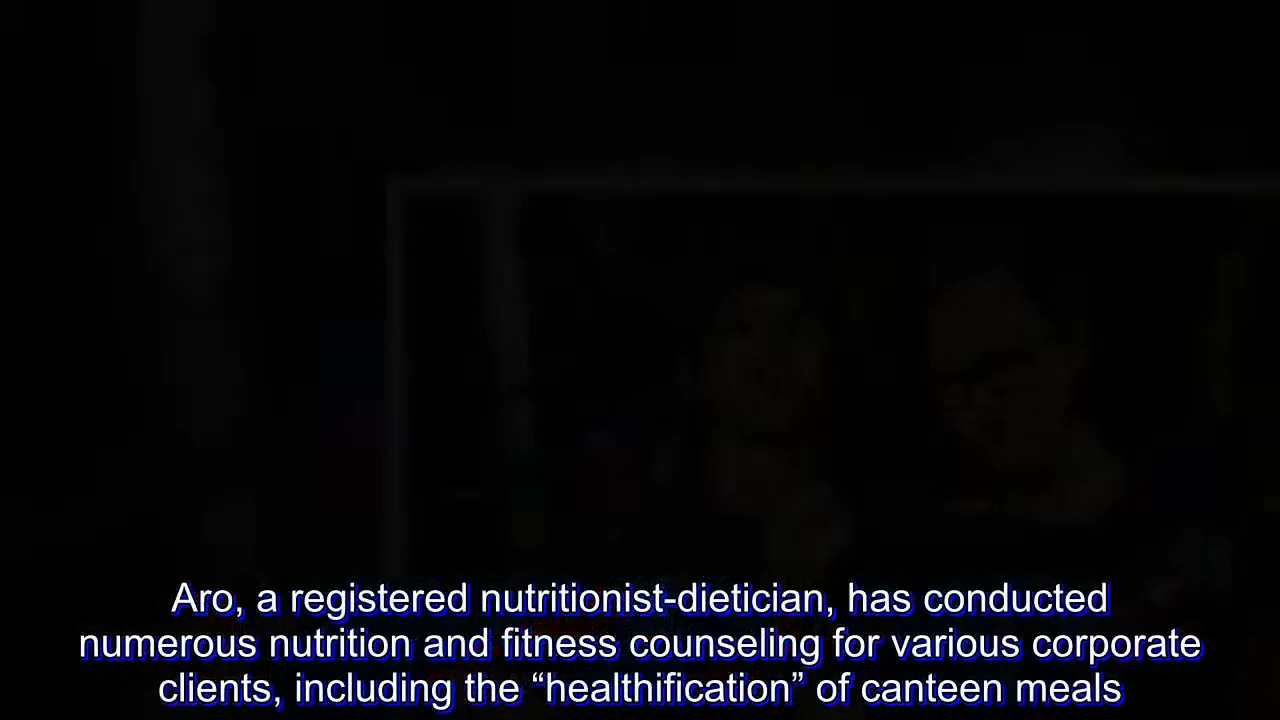 Aro, a registered nutritionist-dietician, has conducted
numerous nutrition and fitness counseling for various corporate
clients, including the “healthification” of canteen meals